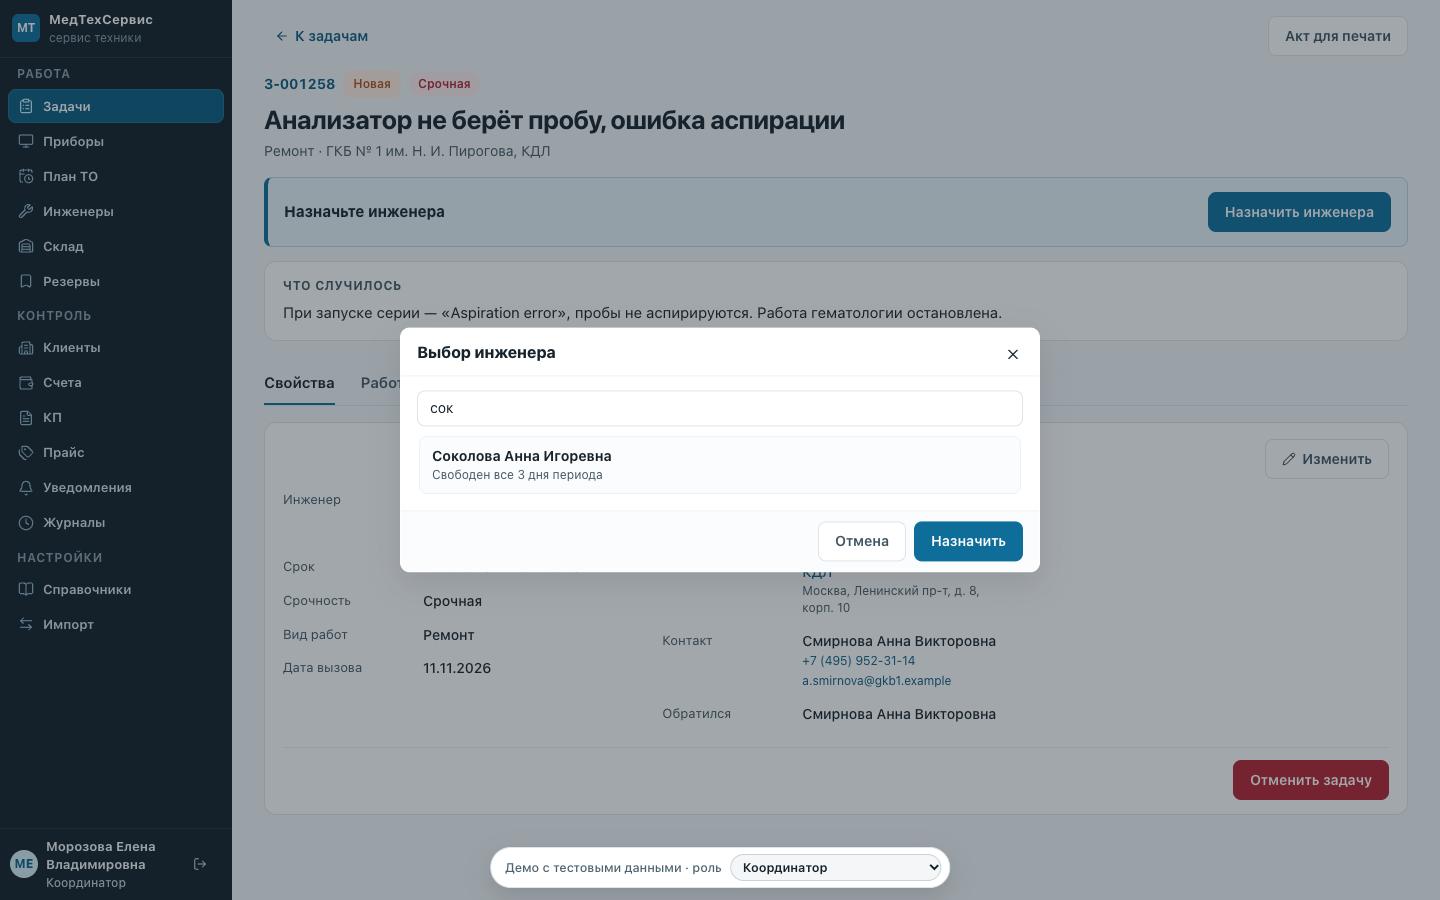 МТ
МедТехСервис
сервис техники
РАБОТА
Задачи
Приборы
План ТО
Инженеры
Склад
Резервы
КОНТРОЛЬ
Клиенты
Счета
КП
Прайс
Уведомления
Журналы
НАСТРОЙКИ
Справочники
Импорт
МЕ
Морозова Елена
Владимировна
Координатор
К задачам
Акт для печати
З-001258 Новая Срочная
Анализатор не берёт пробу, ошибка аспирации
Ремонт · ГКБ № 1 им. Н. И. Пирогова, КДЛ
Назначьте инженера
Назначить инженера
ЧТО СЛУЧИЛОСЬ
При запуске серии — «Aspiration error», пробы не аспирируются. Работа гематологии остановлена.
Свойства
Выбор инженера
сок
Соколова Анна Игоревна
Свободен все 3 дня периода
Отмена
Назначить
Изменить
Инженер
Срок
Срочность
Срочная
Вид работ
Ремонт
Дата вызова
11.11.2026
КДЛ
Москва, Ленинский пр-т, д. 8,
корп. 10
Контакт
Смирнова Анна Викторовна
+7 (495) 952-31-14
a.smirnova@gkb1.example
Обратился
Смирнова Анна Викторовна
Отменить задачу
Демо с тестовыми данными · роль
Координатор